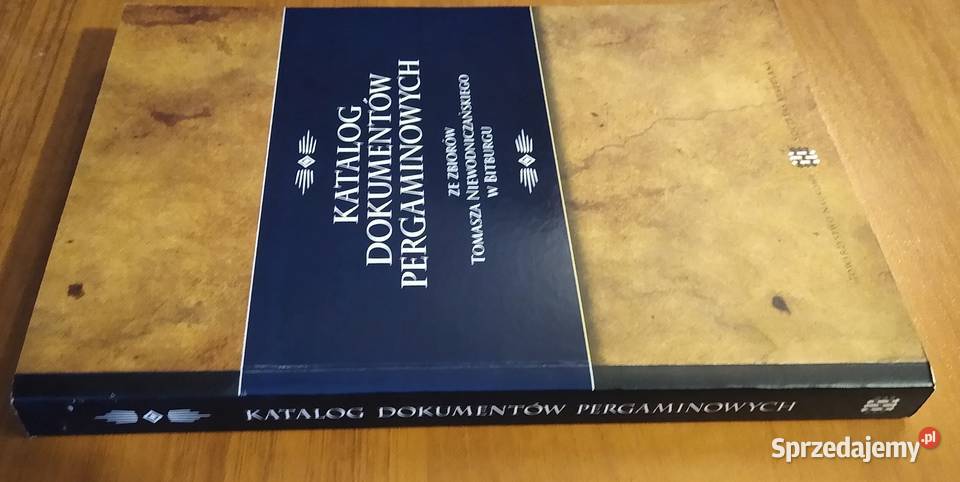 KATALOG
DOKUMENTÓW
PERGAMINOWYCH
ZE ZBIORÓW
TOMASZA NIEWODNICZAŃSKIEGO
W BITBURGU
KATALOG DOKUMENTÓW PERGAMINOWYCH
Sprzedajemy.pl